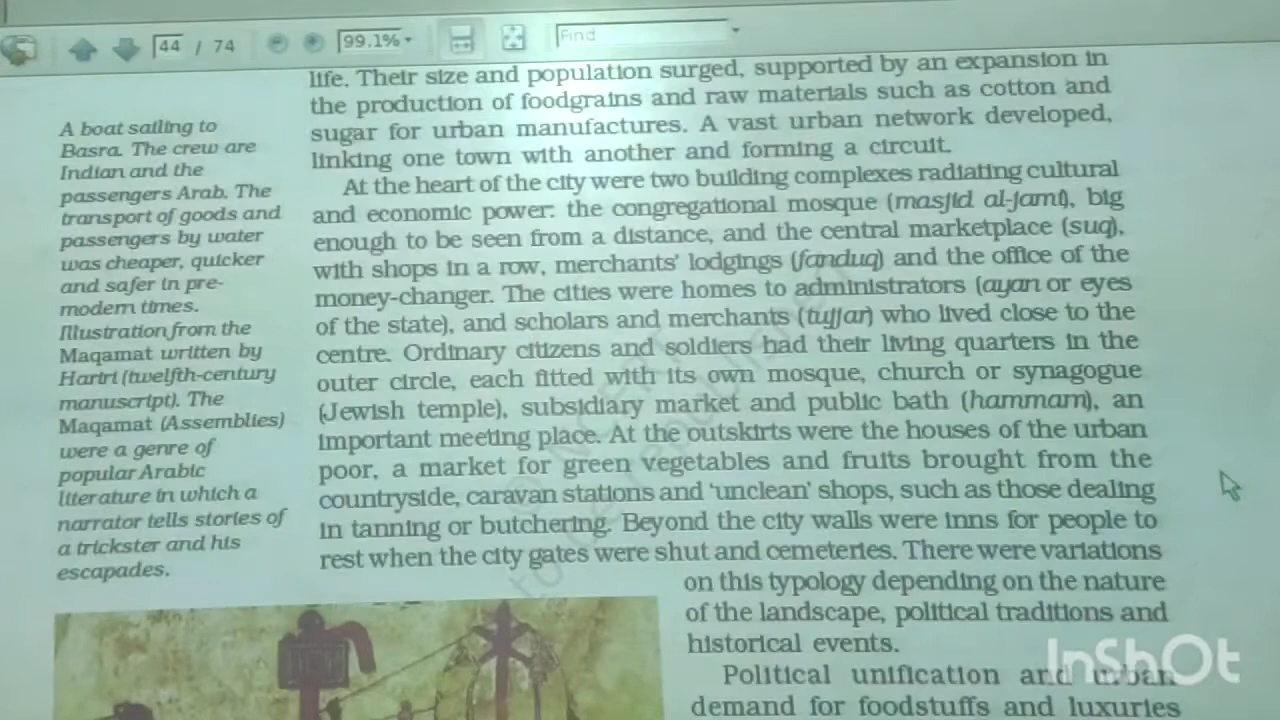 44 / 74
99.1%
Find
life. Their size and population surged, supported by an expansion in
the production of foodgrains and raw materials such as cotton and
sugar for urban manufactures. A vast urban network developed,
linking one town with another and forming a circuit.
At the heart of the city were two building complexes radiating cultural
and economic power: the congregational mosque (masjid al-jami), big
enough to be seen from a distance, and the central marketplace (suq),
with shops in a row, merchants' lodgings (fanduq) and the office of the
money-changer. The cities were homes to administrators (ayan or eyes
of the state), and scholars and merchants (tujjar) who lived close to the
centre. Ordinary citizens and soldiers had their living quarters in the
outer circle, each fitted with its own mosque, church or synagogue
(Jewish temple), subsidiary market and public bath (hammam), an
important meeting place. At the outskirts were the houses of the urban
poor, a market for green vegetables and fruits brought from the
countryside, caravan stations and 'unclean' shops, such as those dealing
in tanning or butchering. Beyond the city walls were inns for people to
rest when the city gates were shut and cemeteries. There were variations
on this typology depending on the nature
of the landscape, political traditions and
historical events.
Political unification and urban
demand for foodstuffs and luxuries
A boat sailing to
Basra. The crew are
Indian and the
passengers Arab. The
transport of goods and
passengers by water
was cheaper, quicker
and safer in pre-
modern times.
Illustration from the
Maqamat written by
Hariri (twelfth-century
manuscript). The
Maqamat (Assemblies)
were a genre of
popular Arabic
literature in which a
narrator tells stories of
a trickster and his
escapades.
InShOt